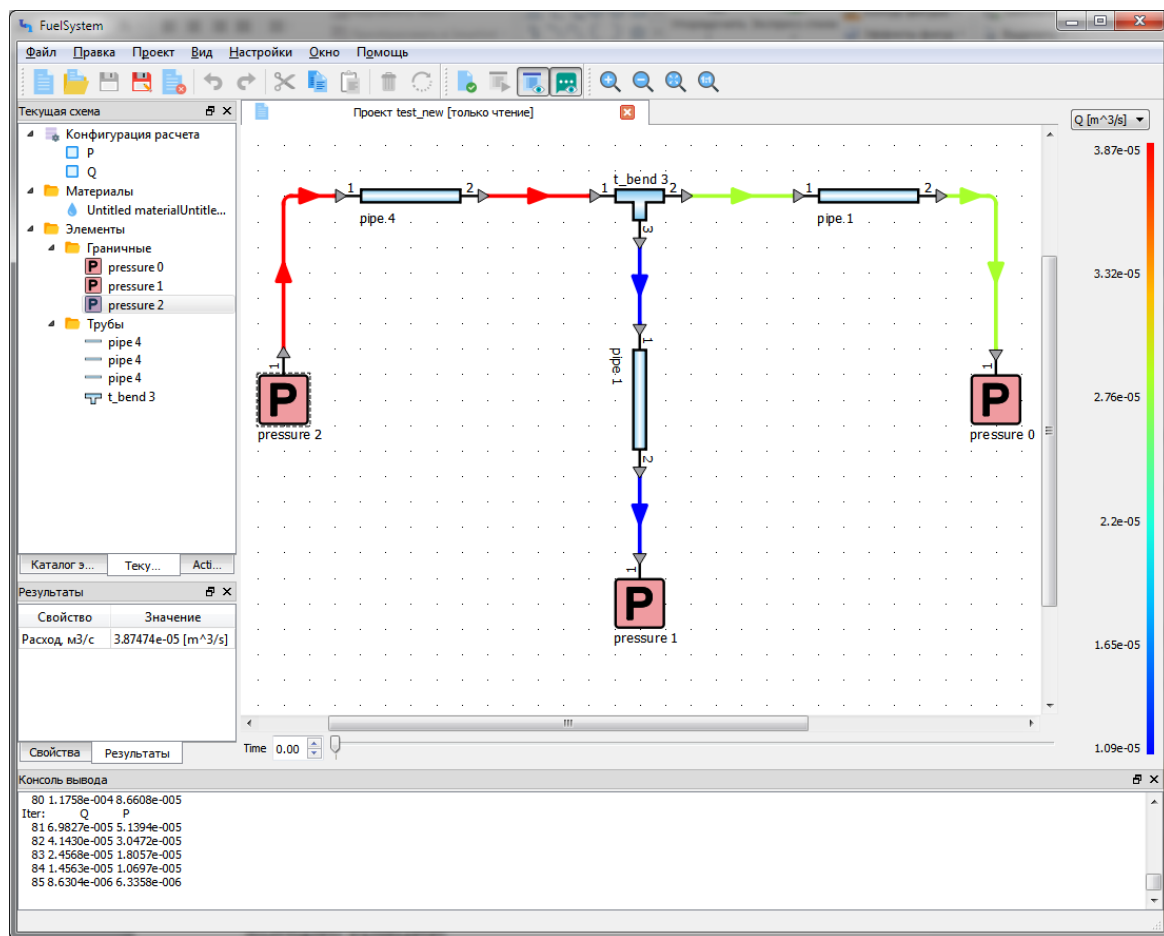 FuelSystem
Файл Правка Проект Вид Настройки Окно Помощь
Текущая схема
Конфигурация расчета
P
Q
Материалы
Untitled materialUntitle...
Элементы
Граничные
P pressure 0
P pressure 1
P pressure 2
Трубы
pipe 4
pipe 4
pipe 4
t_bend 3
Каталог э... Теку... Acti...
Результаты
Свойство Значение
Расход, м3/с 3.87474e-05 [m^3/s]
Свойства Результаты
Проект test_new [только чтение]
1 2
pipe.4
t_bend 3
1 2
3
1 2
pipe.1
1
pipe.1
2
1
P
pressure 2
1
P
pressure 0
1
P
pressure 1
Time 0.00
Q [m^3/s]
3.87e-05
3.32e-05
2.76e-05
2.2e-05
1.65e-05
1.09e-05
Консоль вывода
80 1.1758e-004 8.6608e-005
Iter: Q P
81 6.9827e-005 5.1394e-005
82 4.1430e-005 3.0472e-005
83 2.4568e-005 1.8057e-005
84 1.4563e-005 1.0697e-005
85 8.6304e-006 6.3358e-006